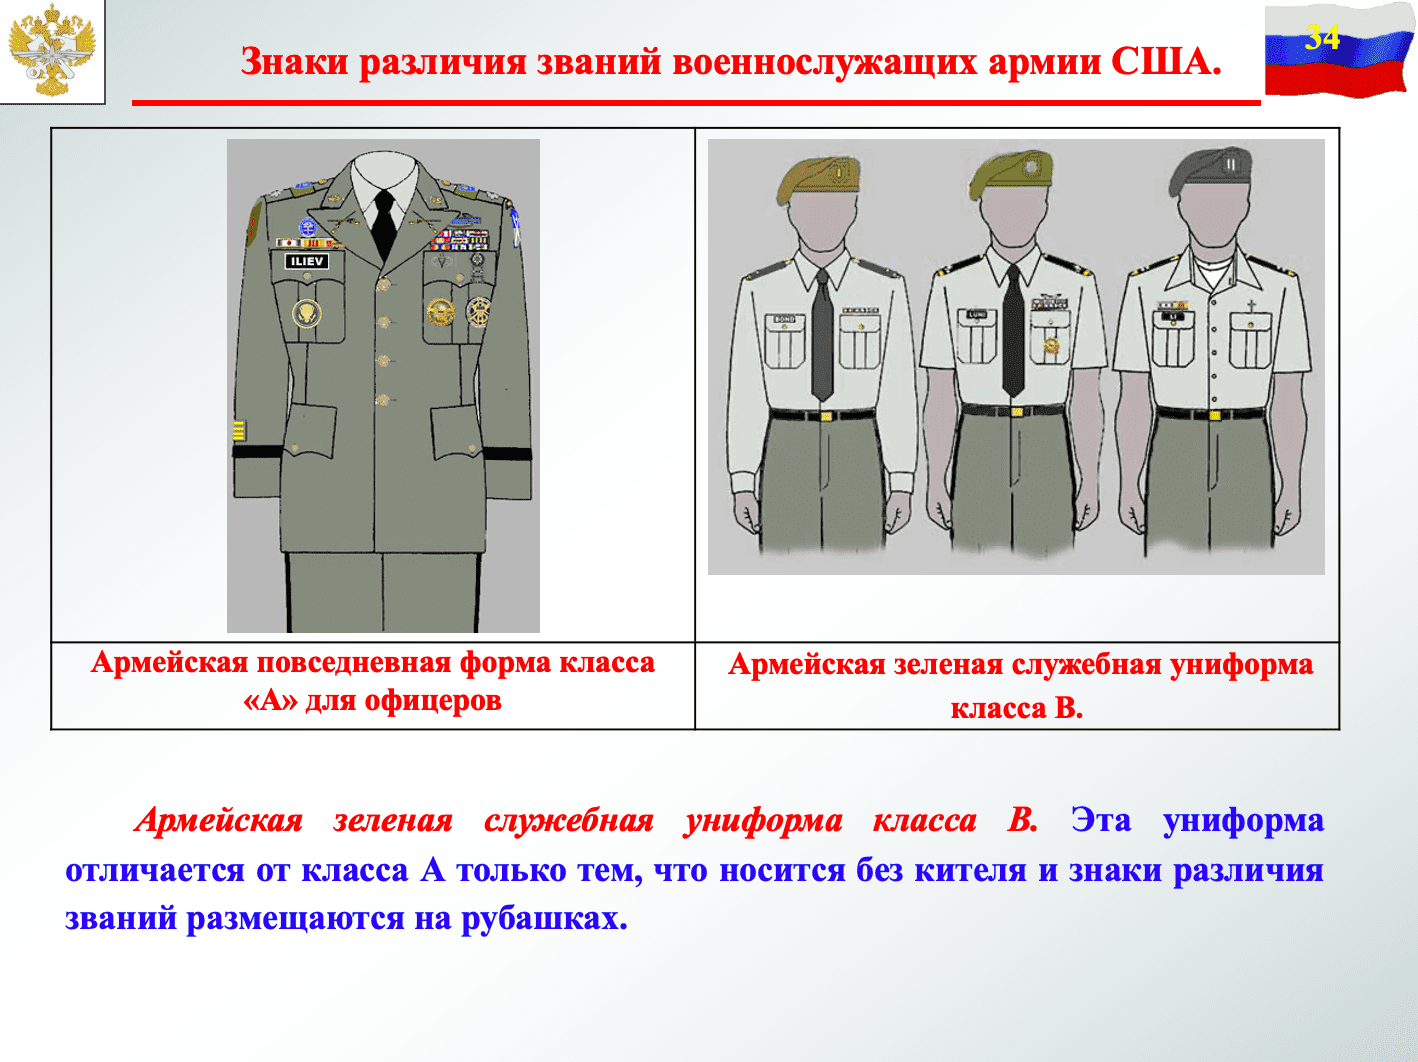 34
Знаки различия званий военнослужащих армии США.
ILIEV
BOND
LUNI
Армейская повседневная форма класса
«А» для офицеров
Армейская зеленая служебная униформа
класса В.
Армейская зеленая служебная униформа класса В. Эта униформа
отличается от класса А только тем, что носится без кителя и знаки различия
званий размещаются на рубашках.